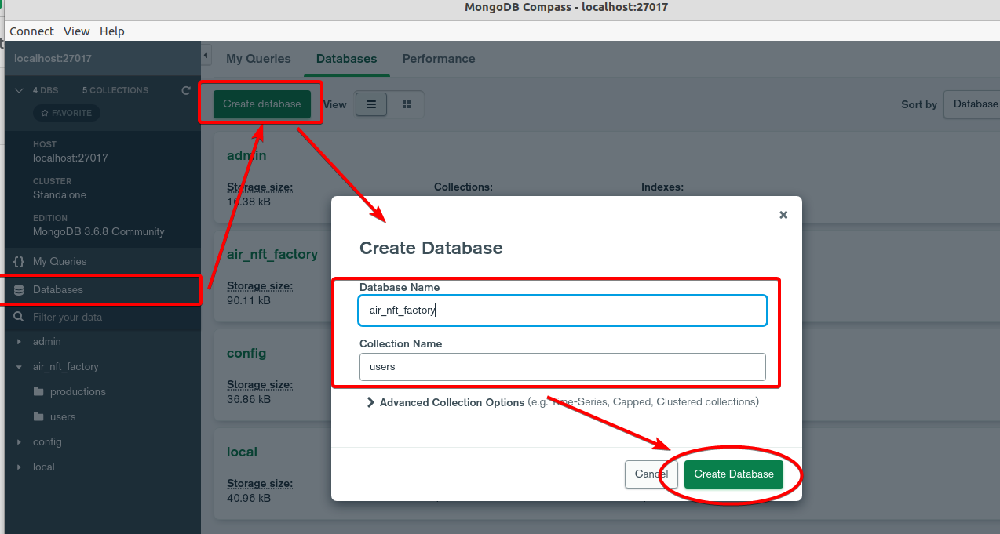 MongoDB Compass - localhost:27017
Connect View Help
localhost:27017
My Queries Databases Performance
4 DBS 5 COLLECTIONS
FAVORITE
Create database
View
Sort by Database
HOST
localhost:27017
CLUSTER
Standalone
EDITION
MongoDB 3.6.8 Community
{} My Queries
Databases
Filter your data
admin
air_nft_factory
productions
users
config
local
admin
Storage size: Collections: Indexes:
16.38 kB
air_nft_factory
Storage size:
90.11 kB
config
Storage size:
36.86 kB
local
Storage size:
40.96 kB
Create Database
Database Name
air_nft_factory
Collection Name
users
Advanced Collection Options (e.g. Time-Series, Capped, Clustered collections)
Cancel Create Database